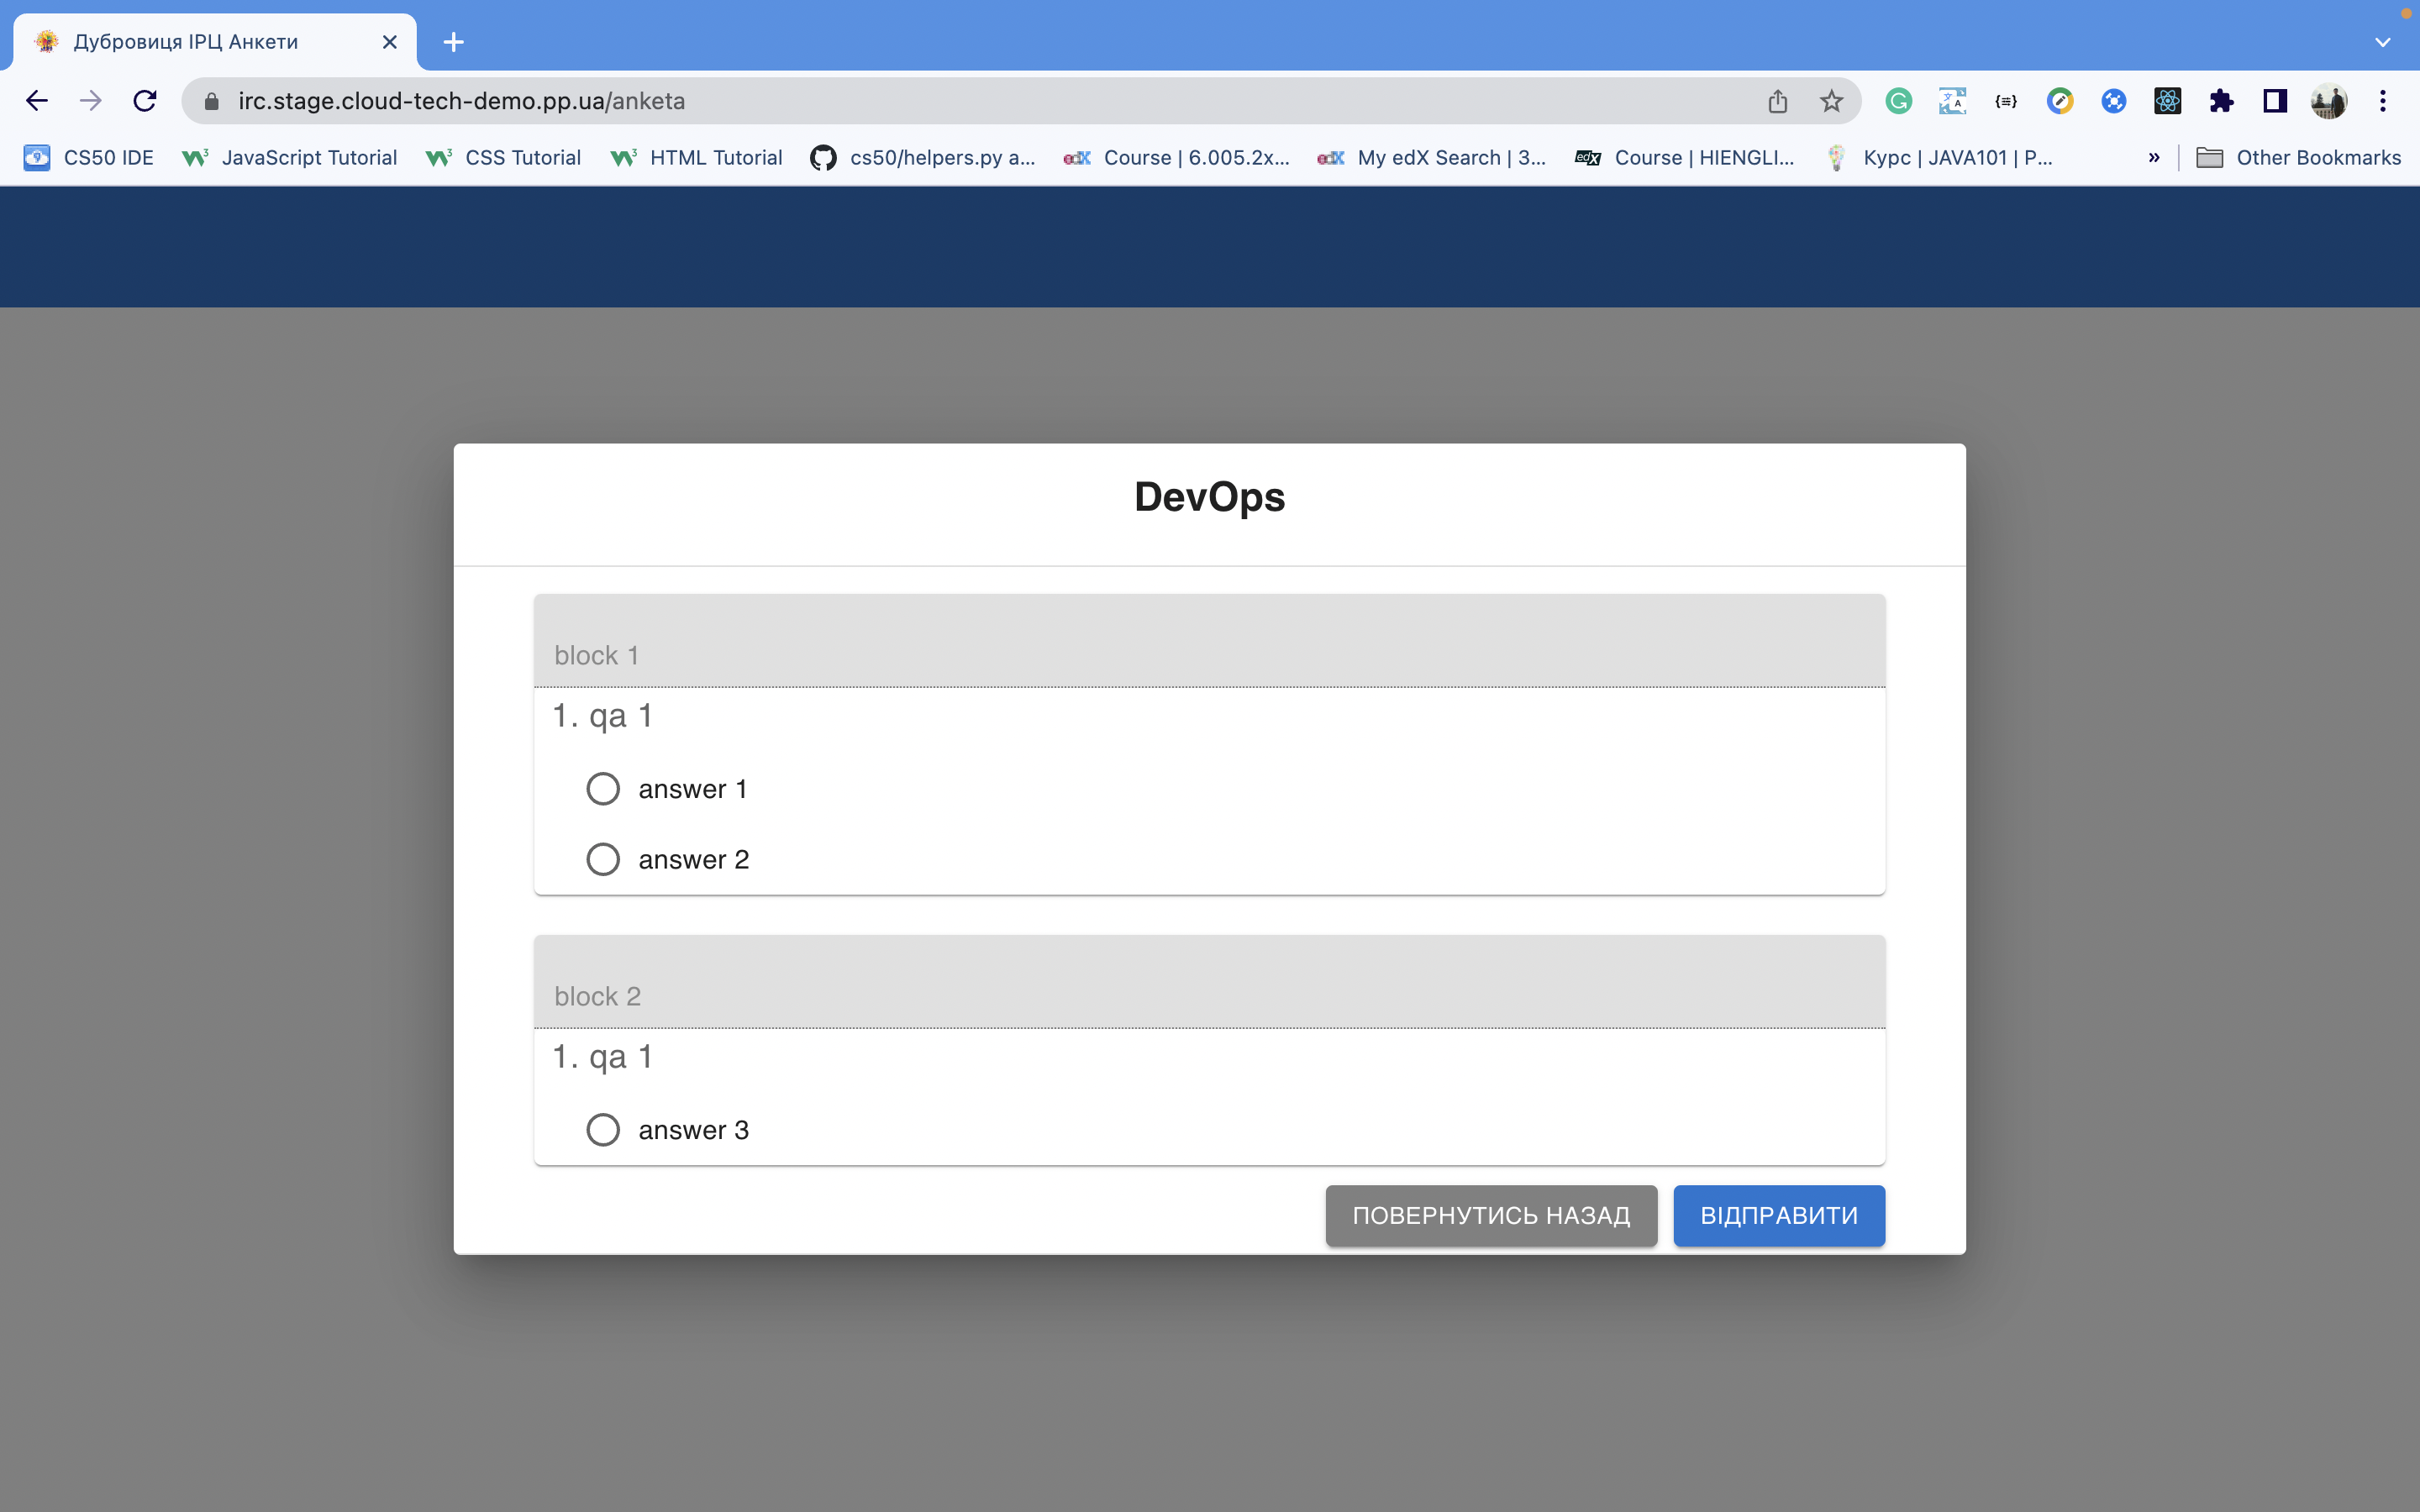 Дубровиця ІРЦ Анкети
irc.stage.cloud-tech-demo.pp.ua/anketa
CS50 IDE JavaScript Tutorial CSS Tutorial HTML Tutorial cs50/helpers.py a... Course | 6.005.2x... My edX Search | 3... Course | HIENGLI... Курс | JAVA101 | P... » Other Bookmarks
DevOps
block 1
1. qa 1
answer 1
answer 2
block 2
1. qa 1
answer 3
ПОВЕРНУТИСЬ НАЗАД ВІДПРАВИТИ